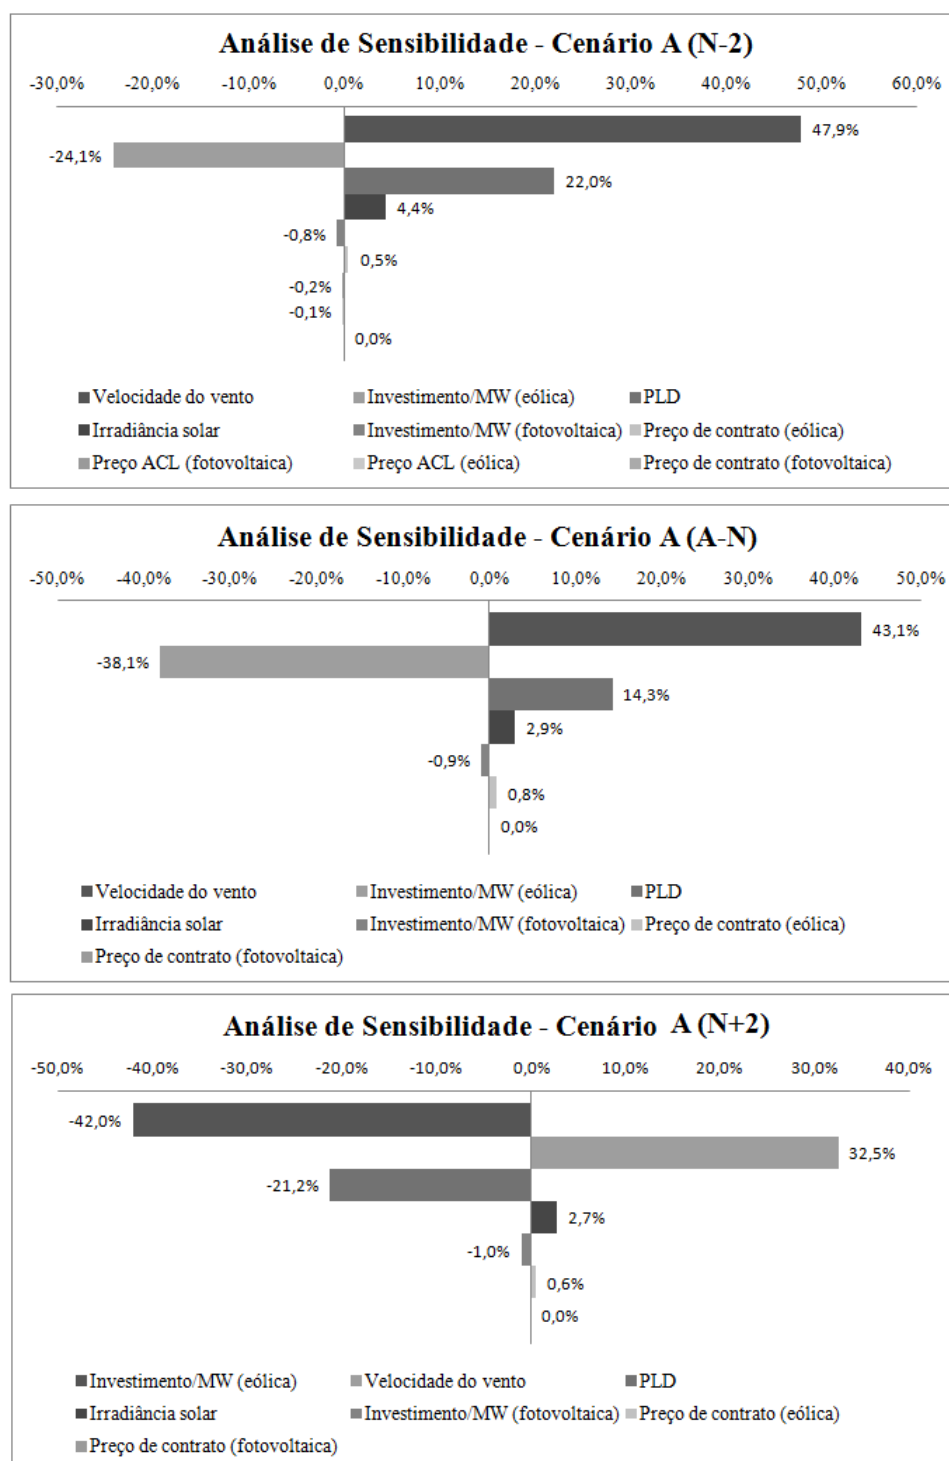 Análise de Sensibilidade - Cenário A (N-2)
-30,0% -20,0% -10,0% 0,0% 10,0% 20,0% 30,0% 40,0% 50,0% 60,0%
47,9%
-24,1%
22,0%
4,4%
-0,8%
0,5%
-0,2%
-0,1%
0,0%
Velocidade do vento Investimento/MW (eólica) PLD
Irradiância solar Investimento/MW (fotovoltaica) Preço de contrato (eólica)
Preço ACL (fotovoltaica) Preço ACL (eólica) Preço de contrato (fotovoltaica)
Análise de Sensibilidade - Cenário A (A-N)
-50,0% -40,0% -30,0% -20,0% -10,0% 0,0% 10,0% 20,0% 30,0% 40,0% 50,0%
43,1%
-38,1%
14,3%
2,9%
-0,9%
0,8%
0,0%
Velocidade do vento Investimento/MW (eólica) PLD
Irradiância solar Investimento/MW (fotovoltaica) Preço de contrato (eólica)
Preço de contrato (fotovoltaica)
Análise de Sensibilidade - Cenário A (N+2)
-50,0% -40,0% -30,0% -20,0% -10,0% 0,0% 10,0% 20,0% 30,0% 40,0%
-42,0%
32,5%
-21,2%
2,7%
-1,0%
0,6%
0,0%
Investimento/MW (eólica) Velocidade do vento PLD
Irradiância solar Investimento/MW (fotovoltaica) Preço de contrato (eólica)
Preço de contrato (fotovoltaica)